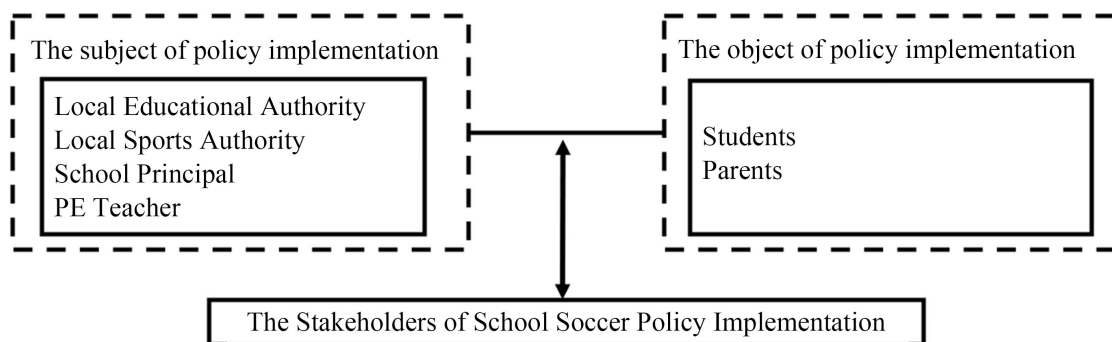 The subject of policy implementation
Local Educational Authority
Local Sports Authority
School Principal
PE Teacher
The object of policy implementation
Students
Parents
The Stakeholders of School Soccer Policy Implementation